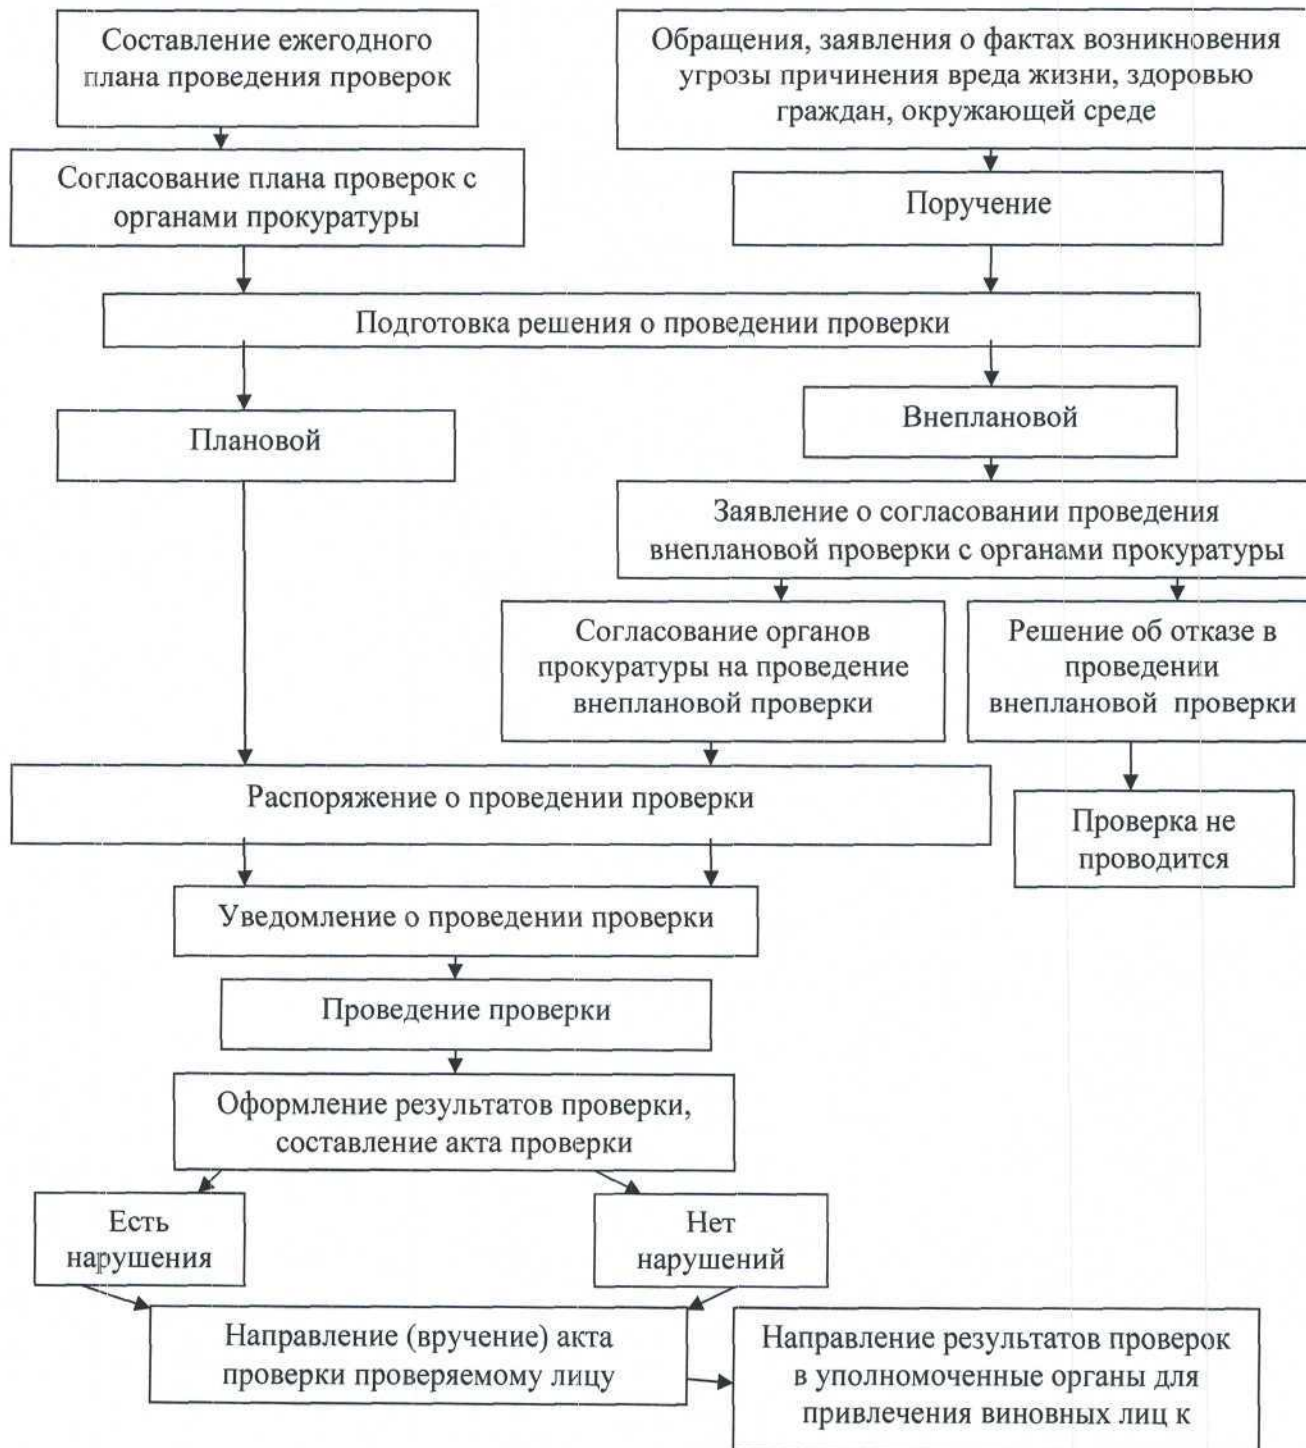 Составление ежегодного
плана проведения проверок
Обращения, заявления о фактах возникновения
угрозы причинения вреда жизни, здоровью
граждан, окружающей среде
Согласование плана проверок с
органами прокуратуры
Поручение
Подготовка решения о проведении проверки
Плановой
Внеплановой
Заявление о согласовании проведения
внеплановой проверки с органами прокуратуры
Согласование органов
прокуратуры на проведение
внеплановой проверки
Решение об отказе в
проведении
внеплановой проверки
Распоряжение о проведении проверки
Проверка не
проводится
Уведомление о проведении проверки
Проведение проверки
Оформление результатов проверки,
составление акта проверки
Есть
нарушения
Нет
нарушений
Направление (вручение) акта
проверки проверяемому лицу
Направление результатов проверок
в уполномоченные органы для
привлечения виновных лиц к